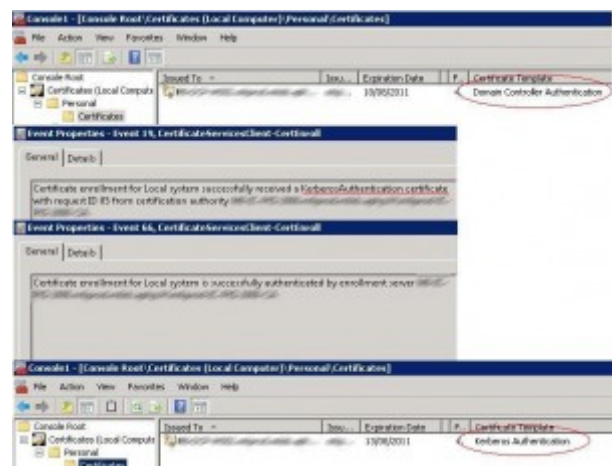 Console1 - [Console Root\Certificates (Local Computer)\Personal\Certificates]
File Action View Favorites Window Help
Console Root
Certificates (Local Compute
Personal
Certificates
Issued To Issu... Expiration Date F.. Certificate Template
10/08/2011 Domain Controller Authentication
Event Properties - Event 19, CertificateServicesClient-CertEnroll
General Details
Certificate enrollment for Local system successfully received a KerberosAuthentication certificate
with request ID 85 from certification authority
Event Properties - Event 66, CertificateServicesClient-CertEnroll
General Details
Certificate enrollment for Local system is successfully authenticated by enrollment server
Console1 - [Console Root\Certificates (Local Computer)\Personal\Certificates]
File Action View Favorites Window Help
Console Root
Certificates (Local Compute
Personal
Certificates
Issued To Issu... Expiration Date F.. Certificate Template
Kerberos Authentication